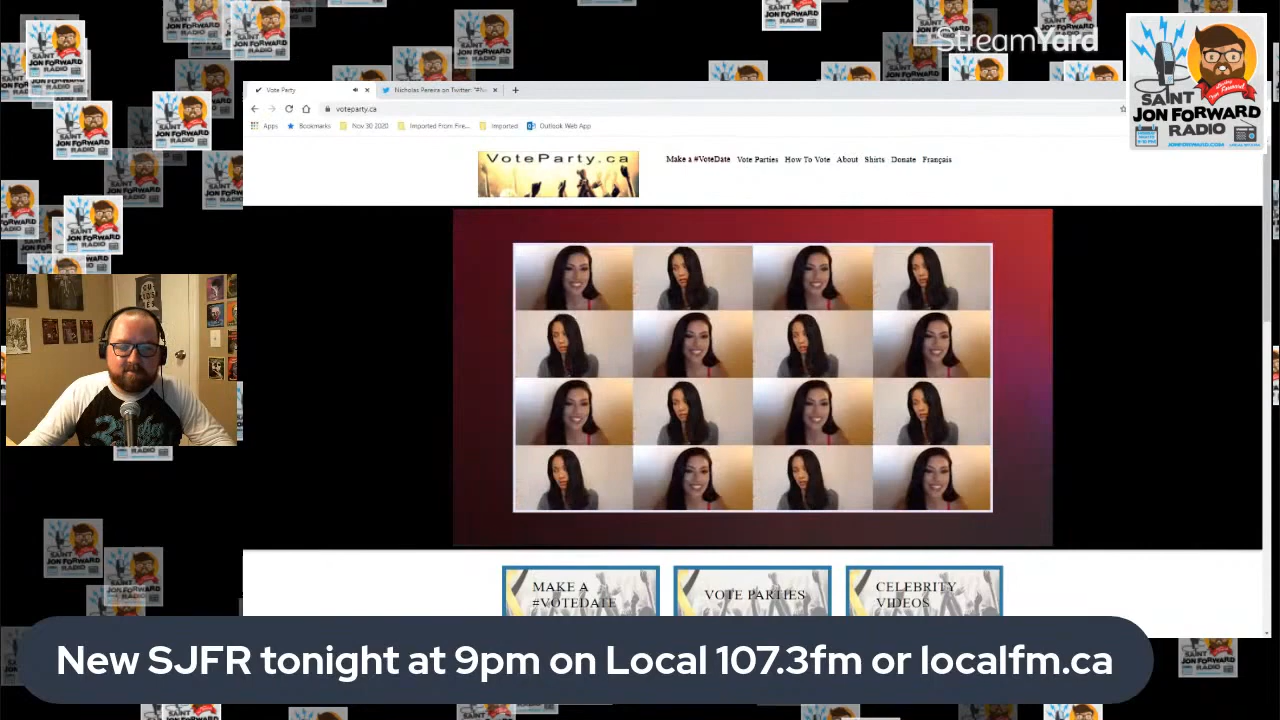 StreamYard
SAINT
JON FORWARD
RADIO
JONFORWARD.COM
Vote Party
Nicholas Pereira on Twitter: "#N
voteparty.ca
Apps
Bookmarks
Nov 30 2020
Imported From Fire...
Imported
Outlook Web App
VoteParty.ca
Make a #VoteDate
Vote Parties
How To Vote
About
Shirts
Donate
Français
MAKE A
#VOTEDATE
VOTE PARTIES
CELEBRITY
VIDEOS
New SJFR tonight at 9pm on Local 107.3fm or localfm.ca